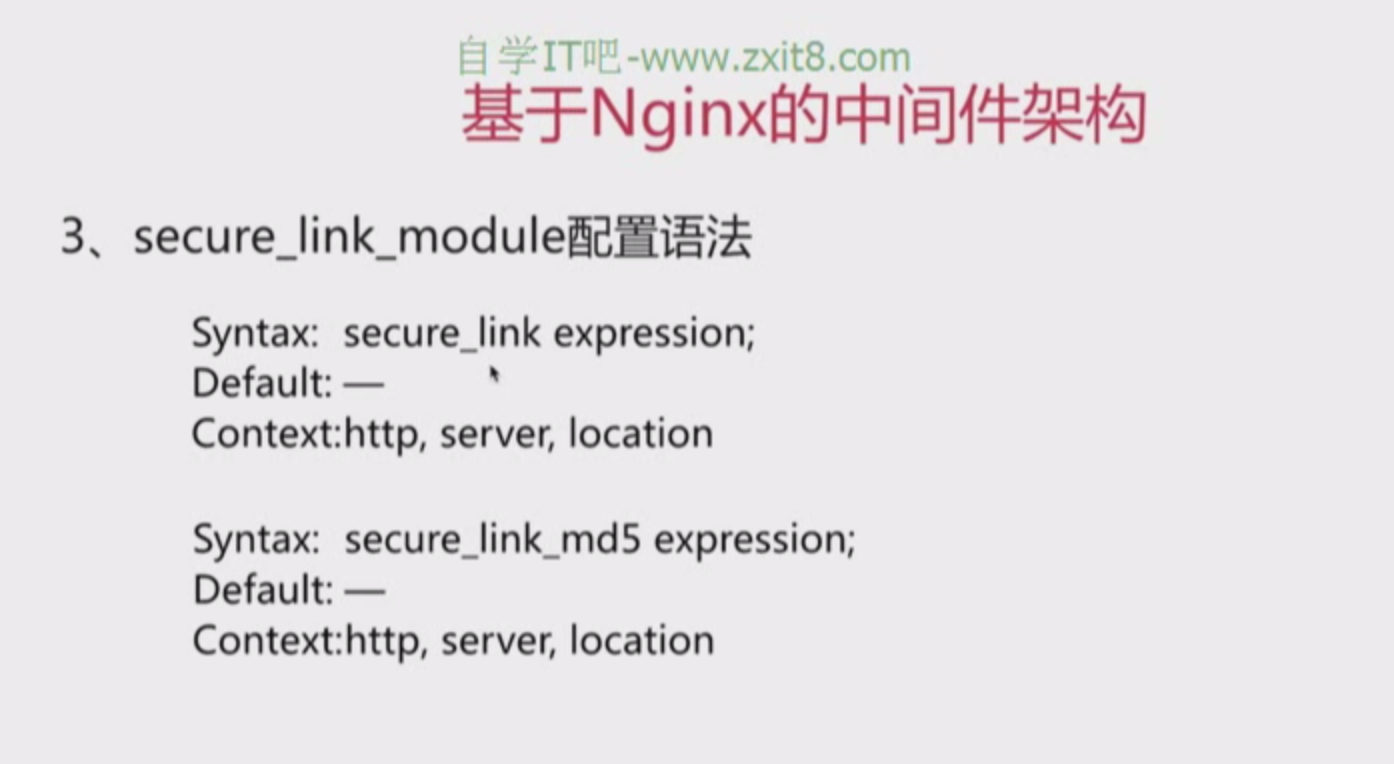 自学IT吧-www.zxit8.com
基于Nginx的中间件架构
3、secure_link_module配置语法
Syntax: secure_link expression;
Default: —
Context:http, server, location
Syntax: secure_link_md5 expression;
Default: —
Context:http, server, location